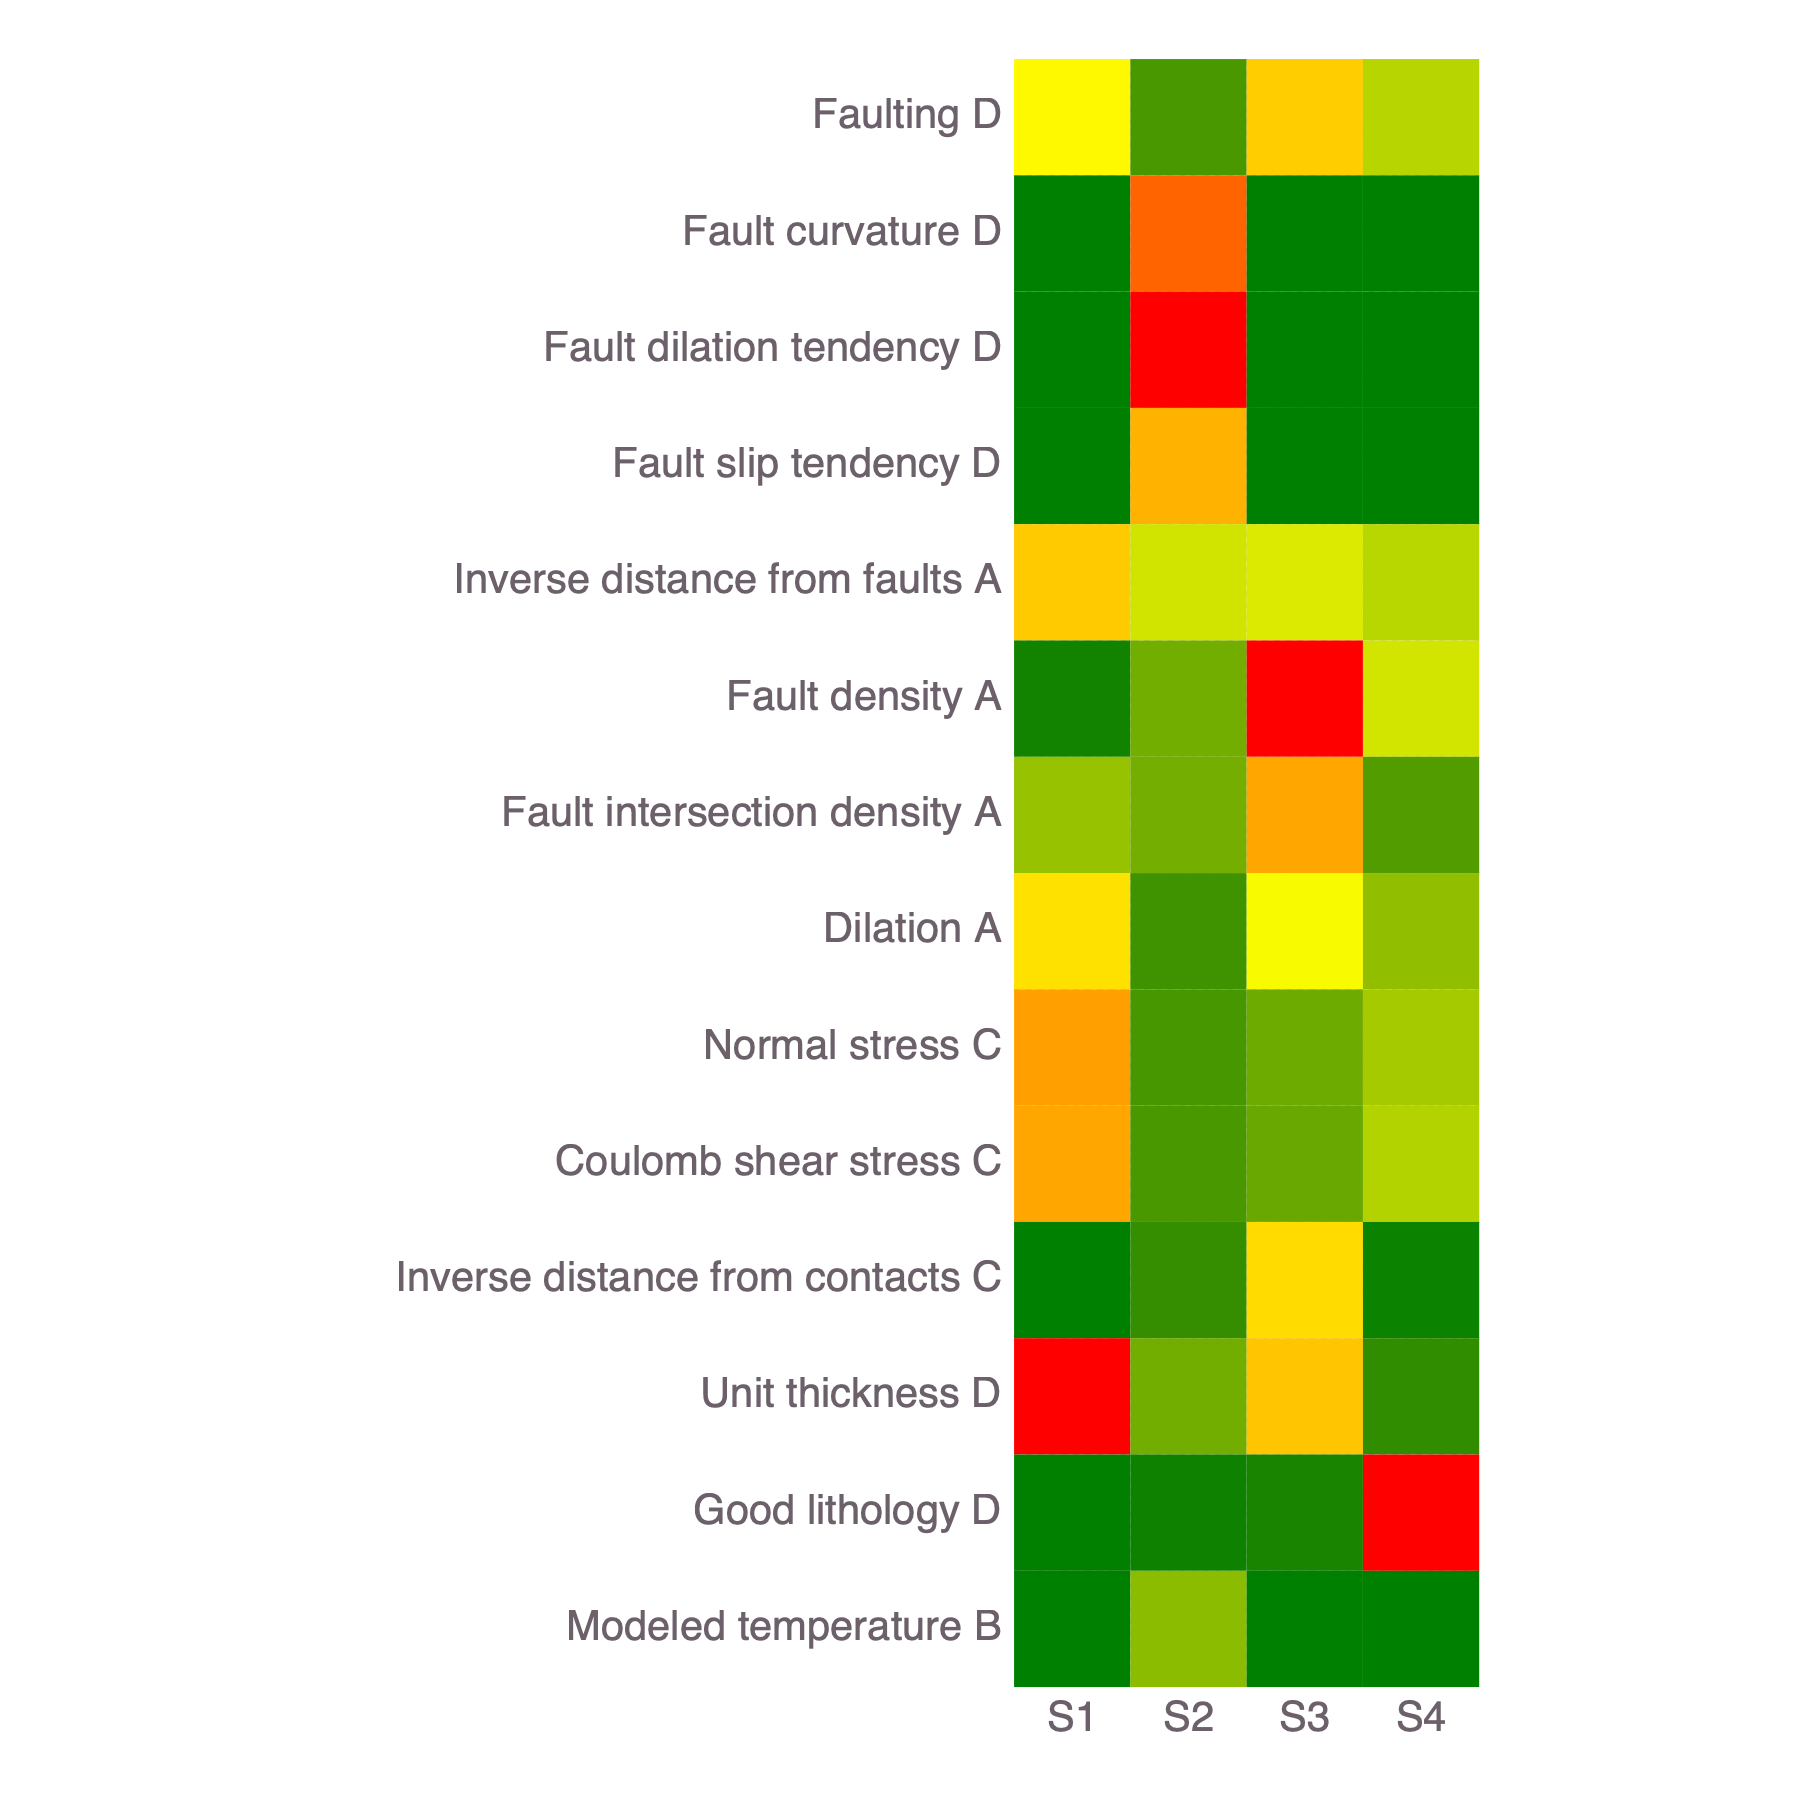 Faulting D
Fault curvature D
Fault dilation tendency D
Fault slip tendency D
Inverse distance from faults A
Fault density A
Fault intersection density A
Dilation A
Normal stress C
Coulomb shear stress C
Inverse distance from contacts C
Unit thickness D
Good lithology D
Modeled temperature B
S1 S2 S3 S4